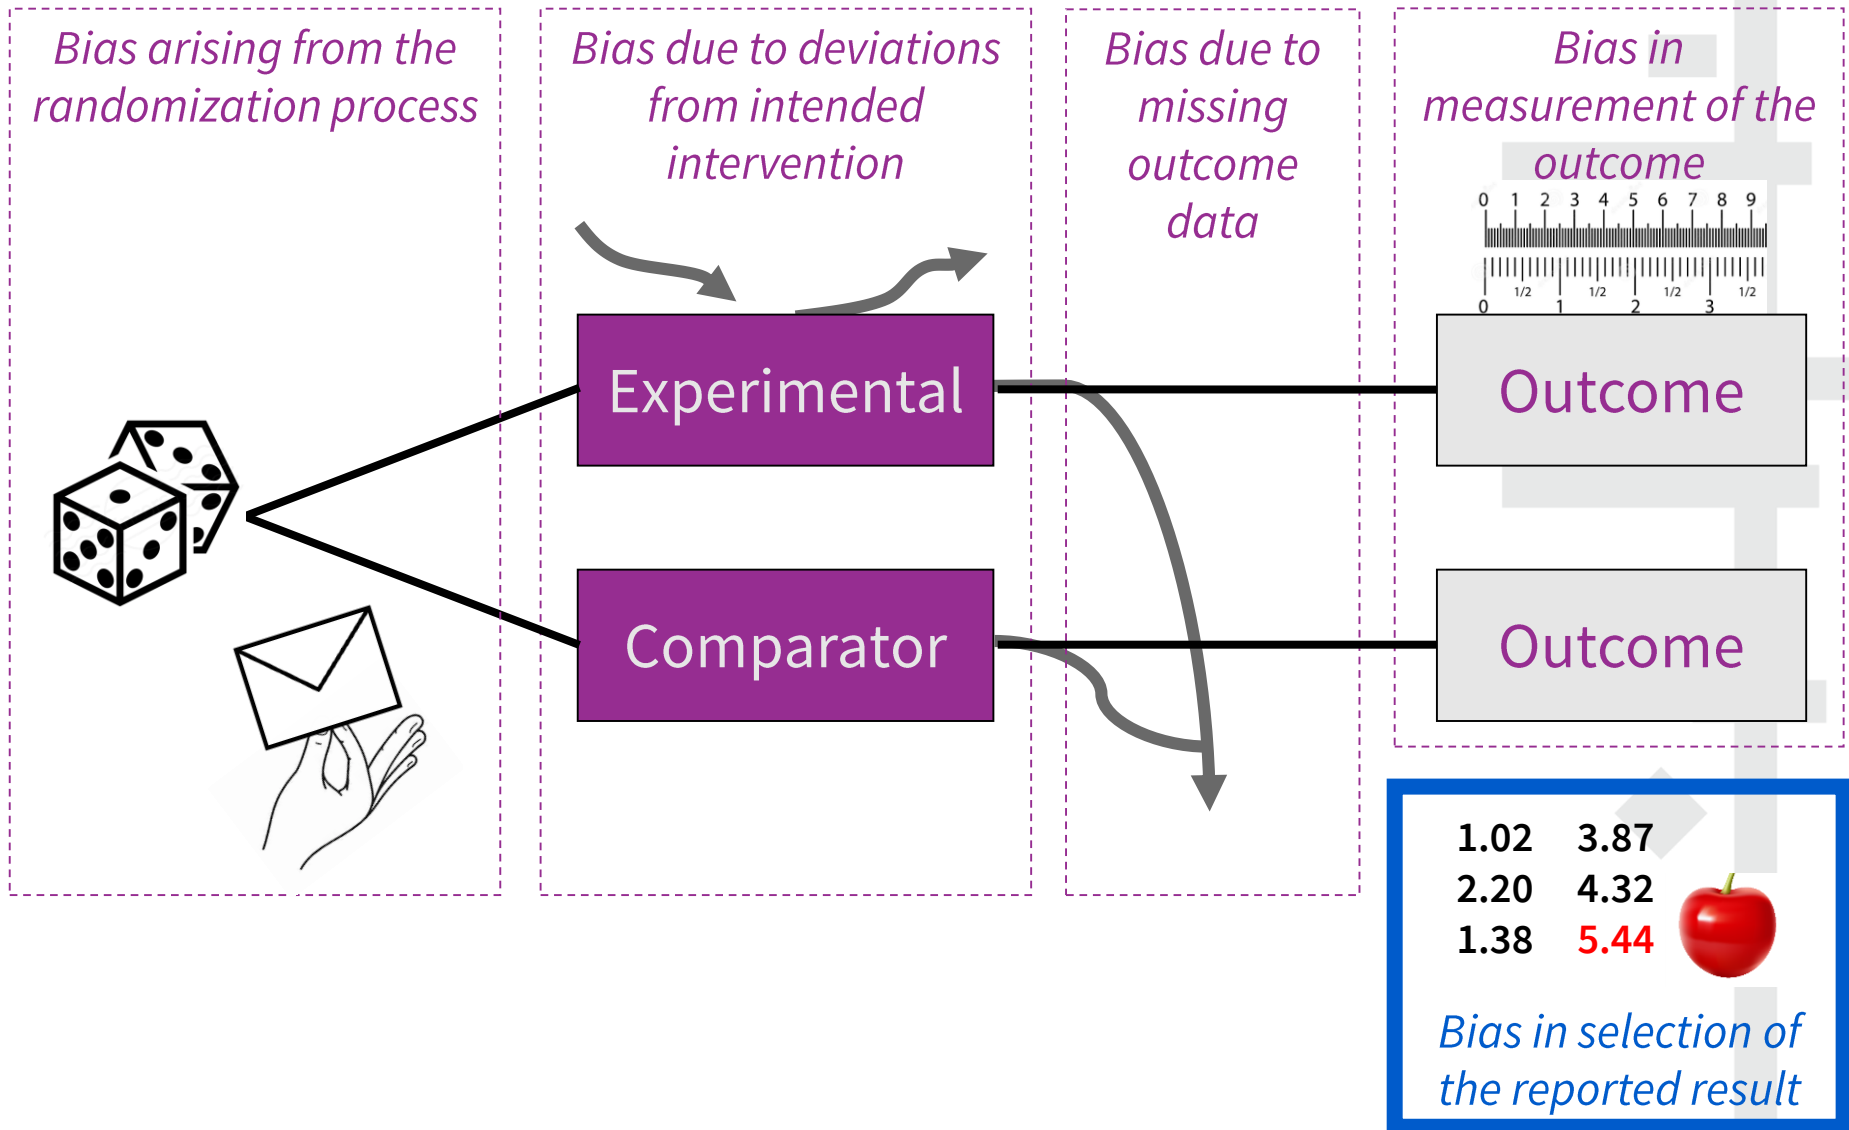 Bias arising from the
randomization process
Bias due to deviations
from intended
intervention
Bias due to
missing
outcome
data
Bias in
measurement of the
outcome
0 1 2 3 4 5 6 7 8 9
1/2 1/2 1/2 1/2
0 1 2 3
Experimental
Outcome
Comparator
Outcome
1.02 3.87
2.20 4.32
1.38 5.44
Bias in selection of
the reported result